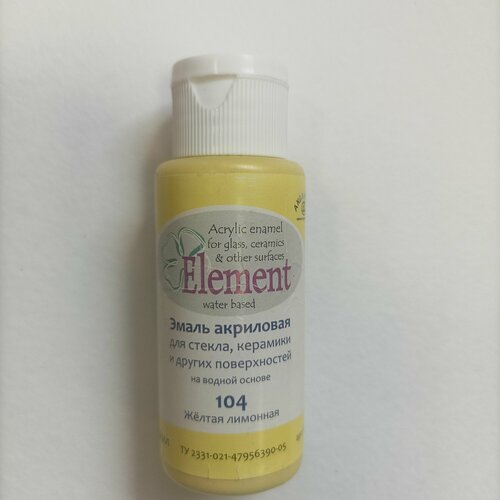 Acrylic enamel
for glass, ceramics
& other surfaces
Element
water based
Эмаль акриловая
для стекла, керамики
и других поверхностей
на водной основе
104
Жёлтая лимонная
ТУ 2331-021-47956390-05